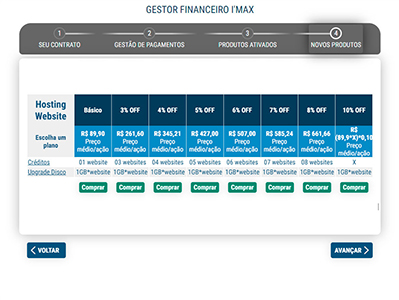 GESTOR FINANCEIRO I'MAX
1 2 3 4
SEU CONTRATO GESTÃO DE PAGAMENTOS PRODUTOS ATIVADOS NOVOS PRODUTOS
Hosting Website Básico 3% OFF 4% OFF 5% OFF 6% OFF 7% OFF 8% OFF 10% OFF
Escolha um plano R$ 89,90 Preço médio/ação R$ 261,60 Preço médio/ação R$ 345,21 Preço médio/ação R$ 427,00 Preço médio/ação R$ 507,00 Preço médio/ação R$ 585,24 Preço médio/ação R$ 661,66 Preço médio/ação R$ (89,9*X)*0,10 Preço médio/ação
Créditos 01 website 03 websites 04 websites 05 websites 06 websites 07 websites 08 websites X
Upgrade Disco 1GB*website 1GB*website 1GB*website 1GB*website 1GB*website 1GB*website 1GB*website 1GB*website
Comprar Comprar Comprar Comprar Comprar Comprar Comprar Comprar
VOLTAR AVANÇAR